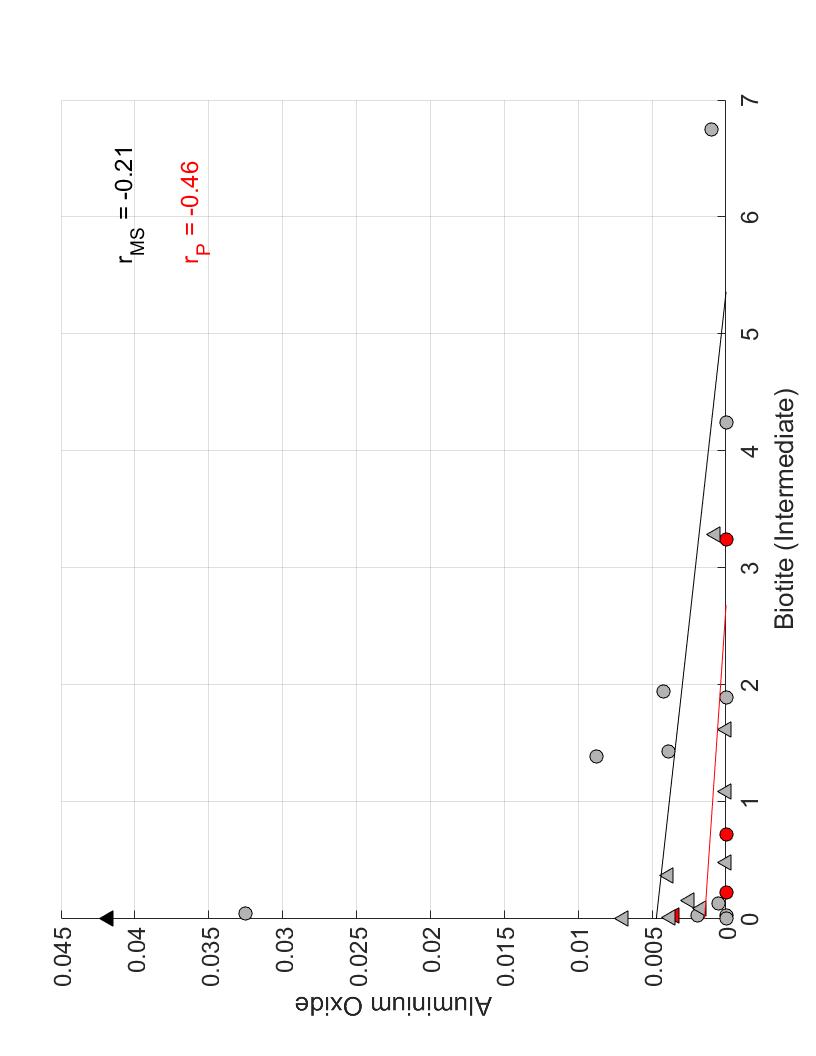 0.045
0.04
0.035
0.03
0.025
0.02
0.015
0.01
0.005
0
r_MS = -0.21
r_P = -0.46
Aluminium Oxide
0 1 2 3 4 5 6 7
Biotite (Intermediate)